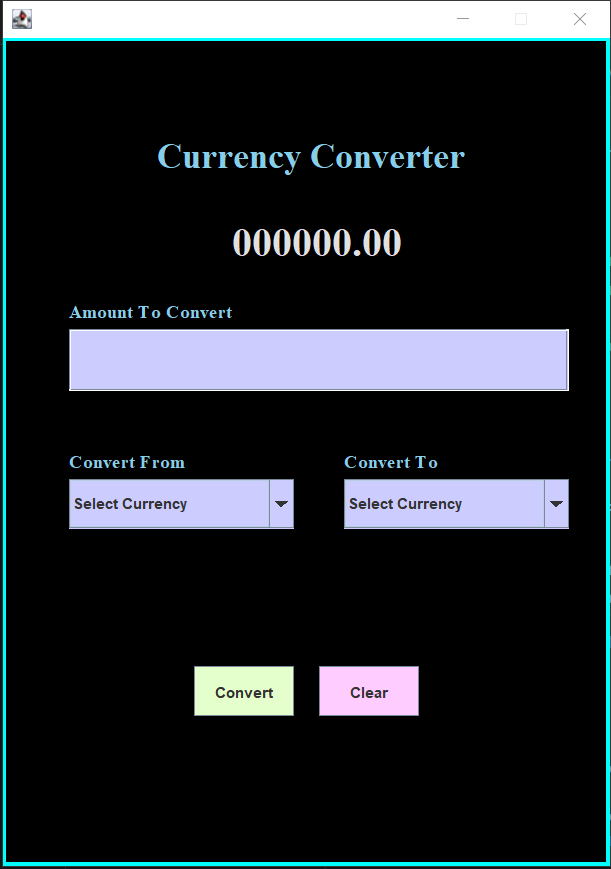 Currency Converter
000000.00
Amount To Convert
Convert From Convert To
Select Currency Select Currency
Convert Clear